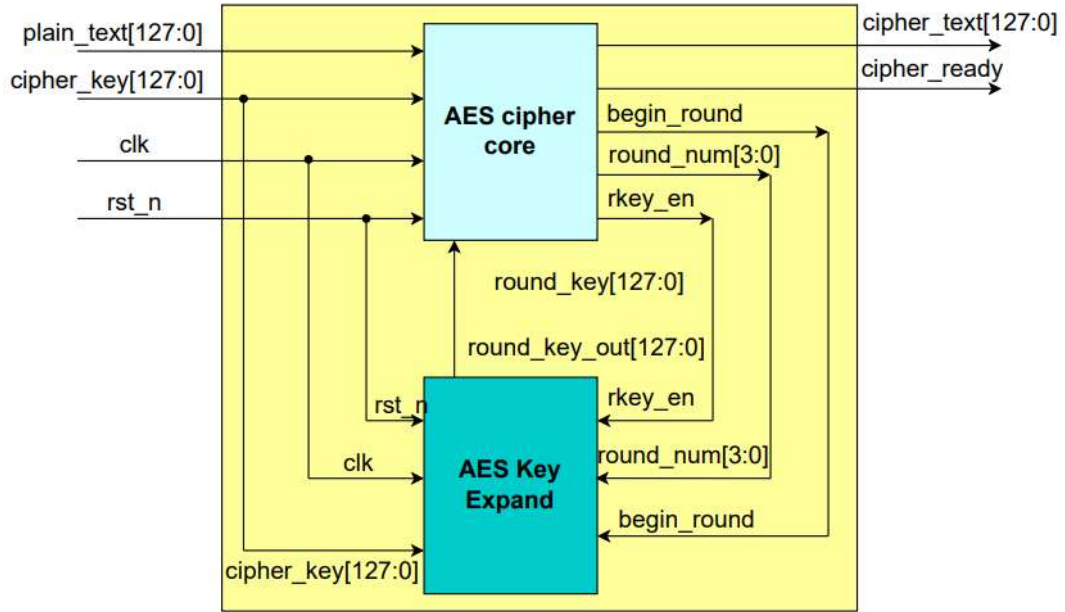 plain_text[127:0]
cipher_text[127:0]
cipher_key[127:0]
cipher_ready
AES cipher
core
begin_round
clk
round_num[3:0]
rst_n
rkey_en
round_key[127:0]
round_key_out[127:0]
rst_n
rkey_en
clk
AES Key
Expand
round_num[3:0]
begin_round
cipher_key[127:0]